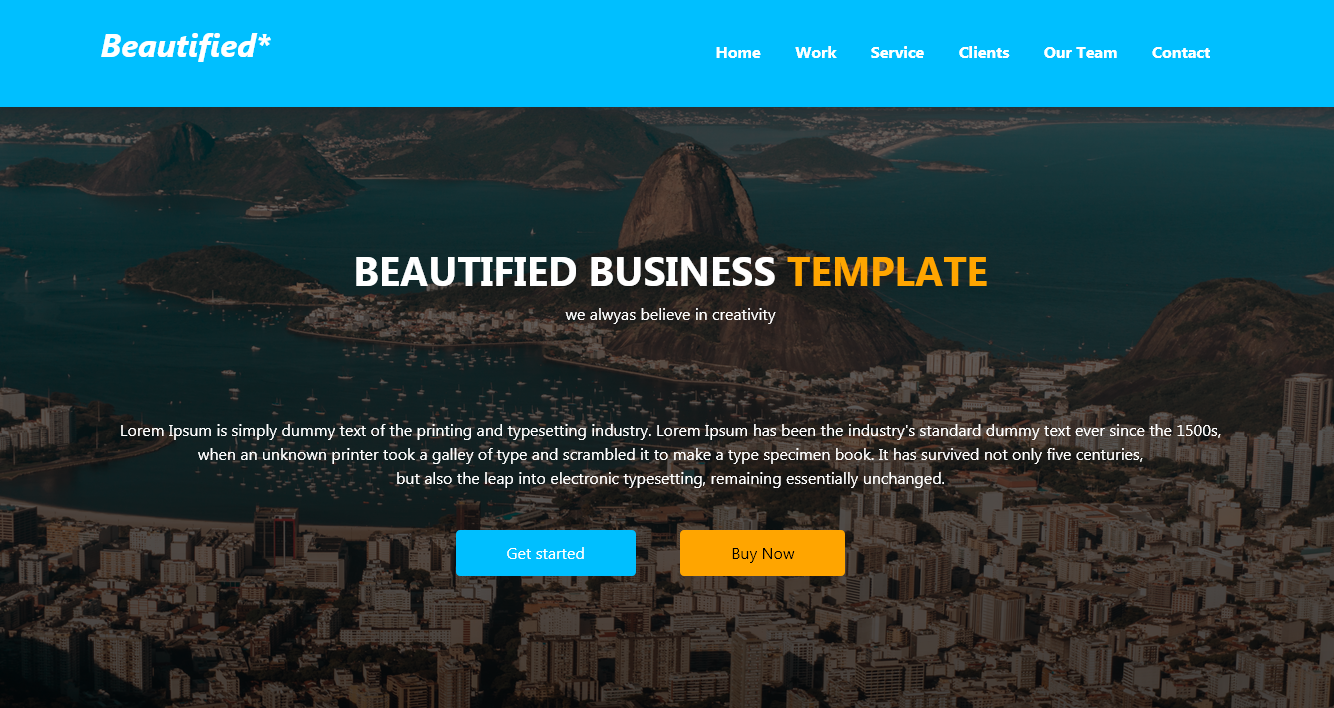 Beautified*
Home Work Service Clients Our Team Contact
BEAUTIFIED BUSINESS TEMPLATE
we alwyas believe in creativity
Lorem Ipsum is simply dummy text of the printing and typesetting industry. Lorem Ipsum has been the industry's standard dummy text ever since the 1500s,
when an unknown printer took a galley of type and scrambled it to make a type specimen book. It has survived not only five centuries,
but also the leap into electronic typesetting, remaining essentially unchanged.
Get started Buy Now